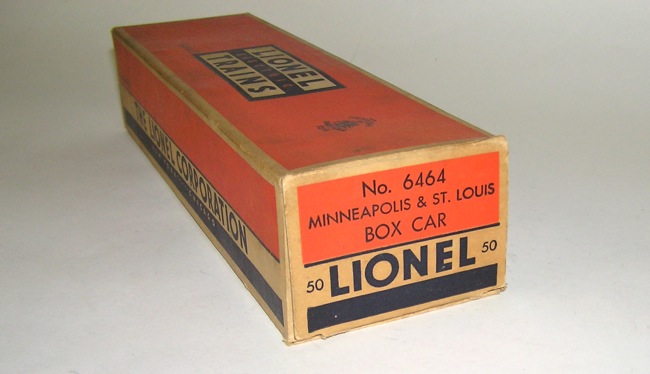 LIONEL
TRAINS
THE LIONEL CORPORATION
No. 6464
MINNEAPOLIS & ST. LOUIS
BOX CAR
50 LIONEL 50